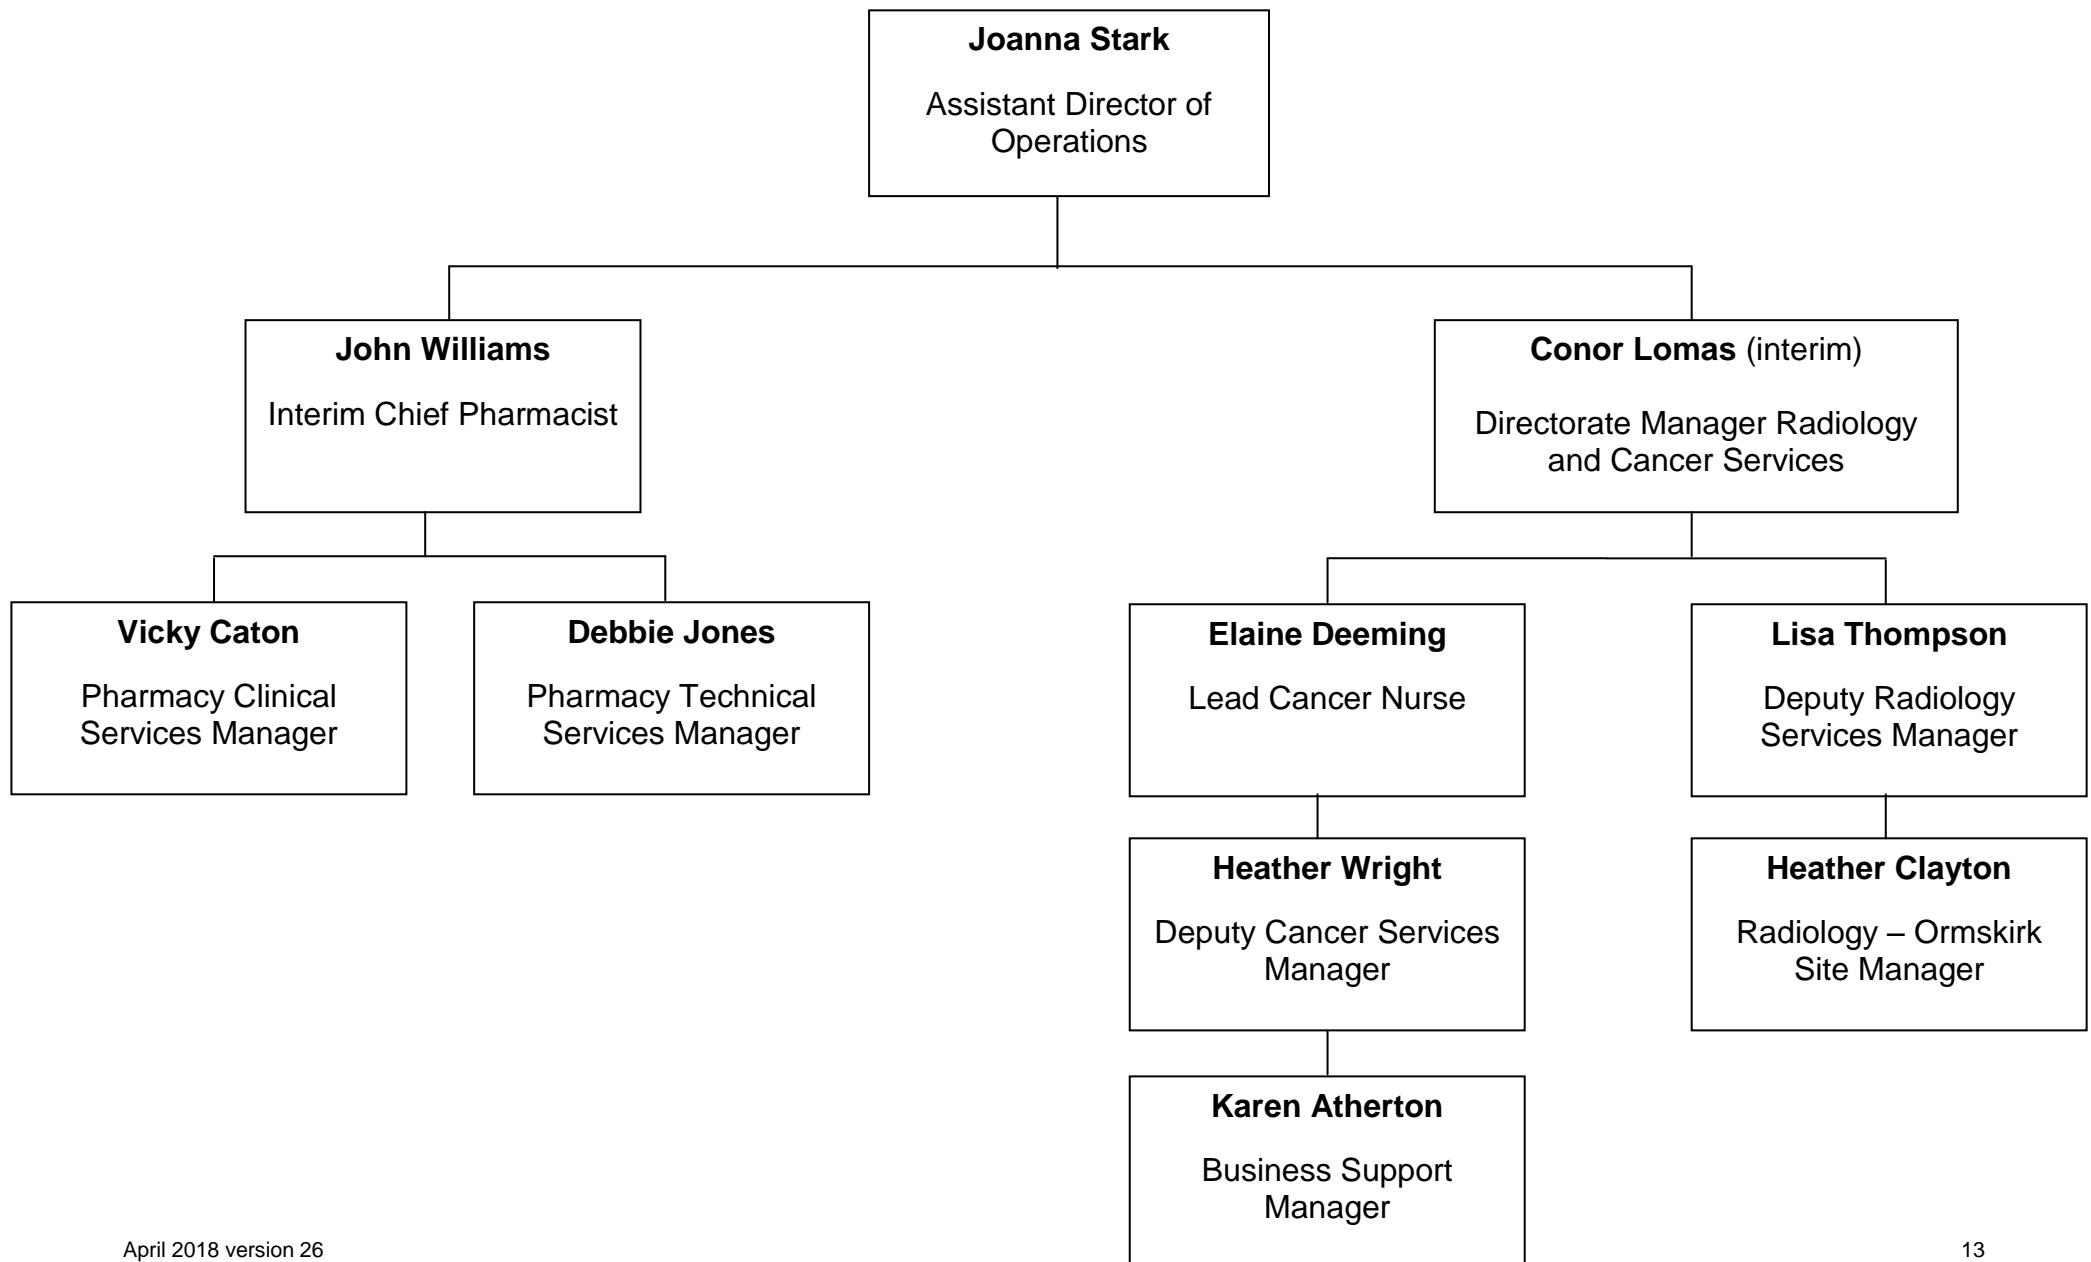 Joanna Stark
Assistant Director of
Operations
John Williams
Interim Chief Pharmacist
Conor Lomas (interim)
Directorate Manager Radiology
and Cancer Services
Vicky Caton
Pharmacy Clinical
Services Manager
Debbie Jones
Pharmacy Technical
Services Manager
Elaine Deeming
Lead Cancer Nurse
Lisa Thompson
Deputy Radiology
Services Manager
Heather Wright
Deputy Cancer Services
Manager
Heather Clayton
Radiology – Ormskirk
Site Manager
Karen Atherton
Business Support
Manager
April 2018 version 26
13